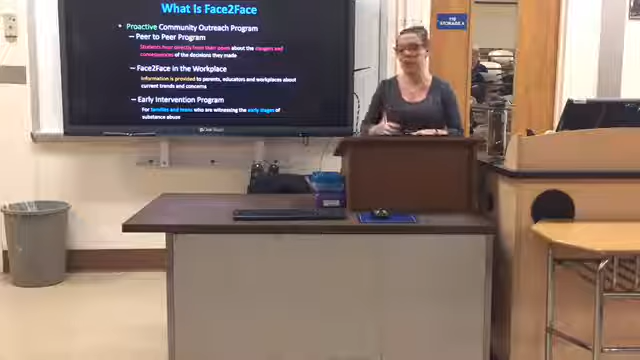 What Is Face2Face
• Proactive Community Outreach Program
– Peer to Peer Program
Students hear directly from their peers about the dangers and
consequences of the decisions they made
– Face2Face in the Workplace
Information is provided to parents, educators and workplaces about
current trends and concerns
– Early Intervention Program
For families and teens who are witnessing the early stages of
substance abuse